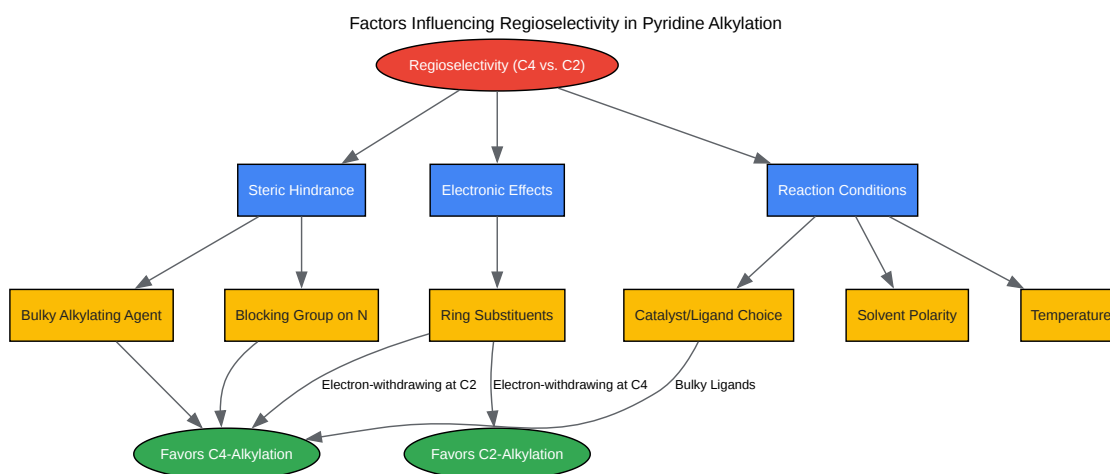 Factors Influencing Regioselectivity in Pyridine Alkylation
Regioselectivity (C4 vs. C2)
Steric Hindrance
Electronic Effects
Reaction Conditions
Bulky Alkylating Agent
Blocking Group on N
Ring Substituents
Catalyst/Ligand Choice
Solvent Polarity
Temperature
Electron-withdrawing at C2
Electron-withdrawing at C4
Bulky Ligands
Favors C4-Alkylation
Favors C2-Alkylation